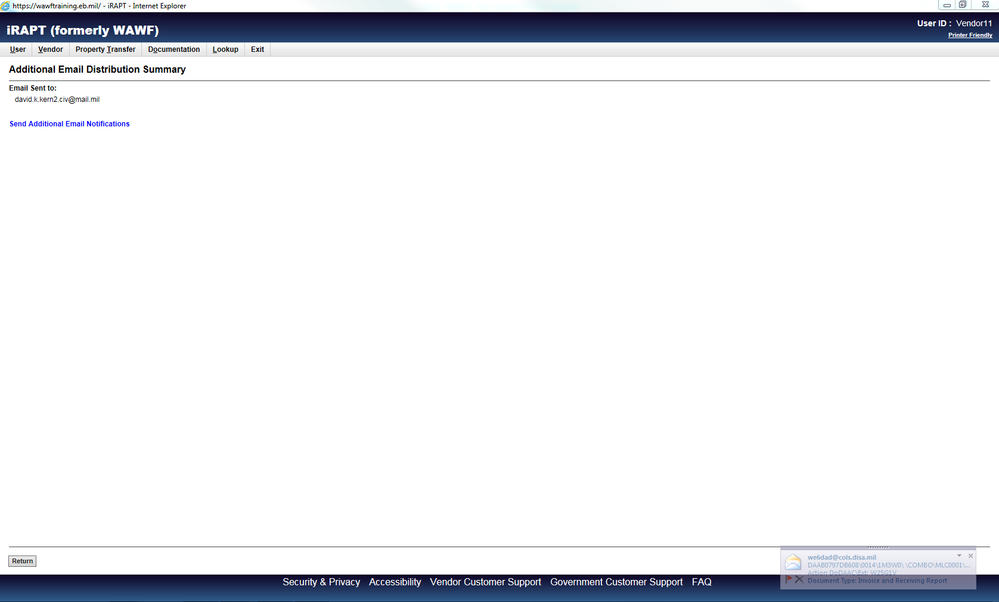 https://wawftraining.eb.mil/ - iRAPT - Internet Explorer
iRAPT (formerly WAWF)
User ID : Vendor11
Printer Friendly
User Vendor Property Transfer Documentation Lookup Exit
Additional Email Distribution Summary
Email Sent to:
david.k.kern2.civ@mail.mil
Send Additional Email Notifications
Return
we6dad@cols.disa.mil
DAAB0797DB608\0014\1M3W0\ \COMBO\MLC0001\...
Action DoDAAC\Ext: W25G1V
Document Type: Invoice and Receiving Report
Security & Privacy Accessibility Vendor Customer Support Government Customer Support FAQ